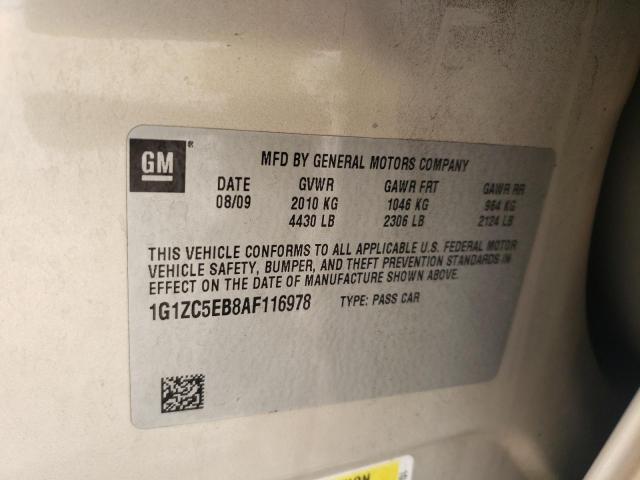 GM ®
MFD BY GENERAL MOTORS COMPANY
DATE GVWR GAWR FRT GAWR RR
08/09 2010 KG 1046 KG 964 KG
4430 LB 2306 LB 2124 LB
THIS VEHICLE CONFORMS TO ALL APPLICABLE U.S. FEDERAL MOTOR
VEHICLE SAFETY, BUMPER, AND THEFT PREVENTION STANDARDS IN
EFFECT ON THE DATE OF MANUFACTURE SHOWN ABOVE.
1G1ZC5EB8AF116978 TYPE: PASS CAR